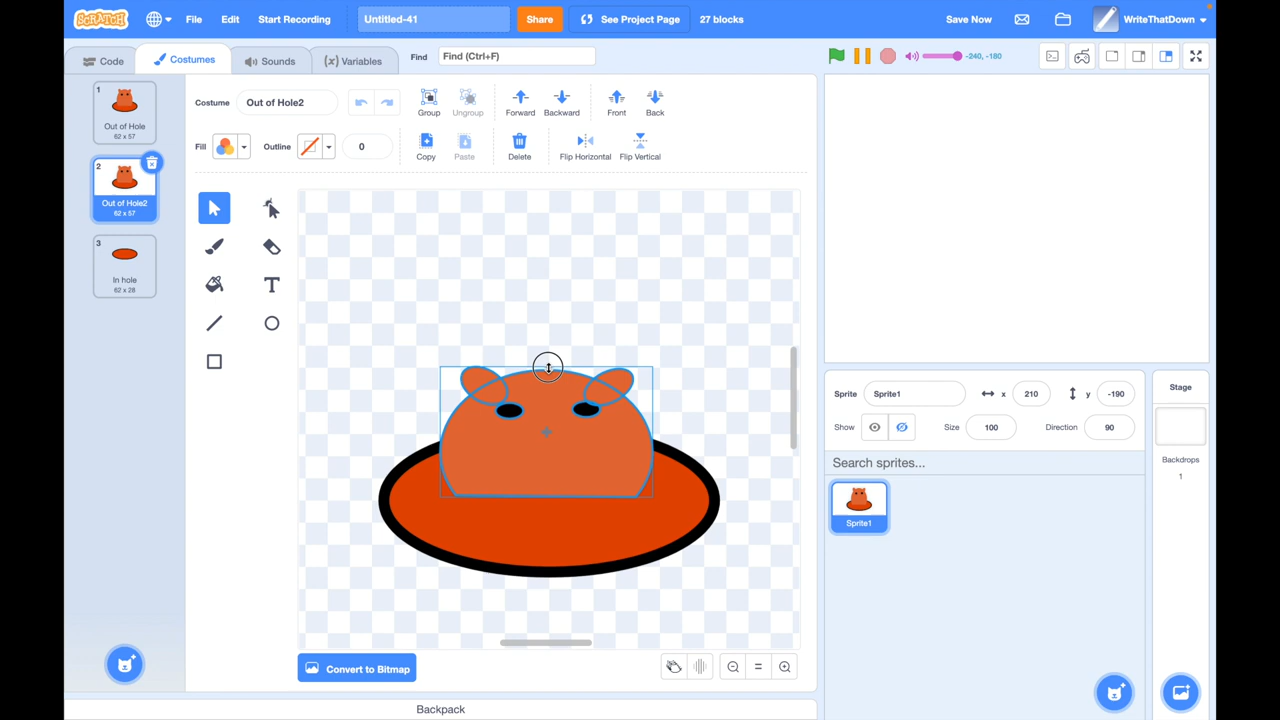 SCRATCH File Edit Start Recording Untitled-41 Share See Project Page 27 blocks Save Now WriteThatDown
Code Costumes Sounds (x) Variables Find Find (Ctrl+F) -240, -180
Costume Out of Hole2 Group Ungroup Forward Backward Front Back
Fill Outline 0 Copy Paste Delete Flip Horizontal Flip Vertical
1
Out of Hole
62 x 57
2
Out of Hole2
62 x 57
3
In hole
62 x 28
T
Convert to Bitmap
Backpack
Sprite Sprite1 x 210 y -190
Show Size 100 Direction 90
Search sprites...
Sprite1
Stage
Backdrops
1